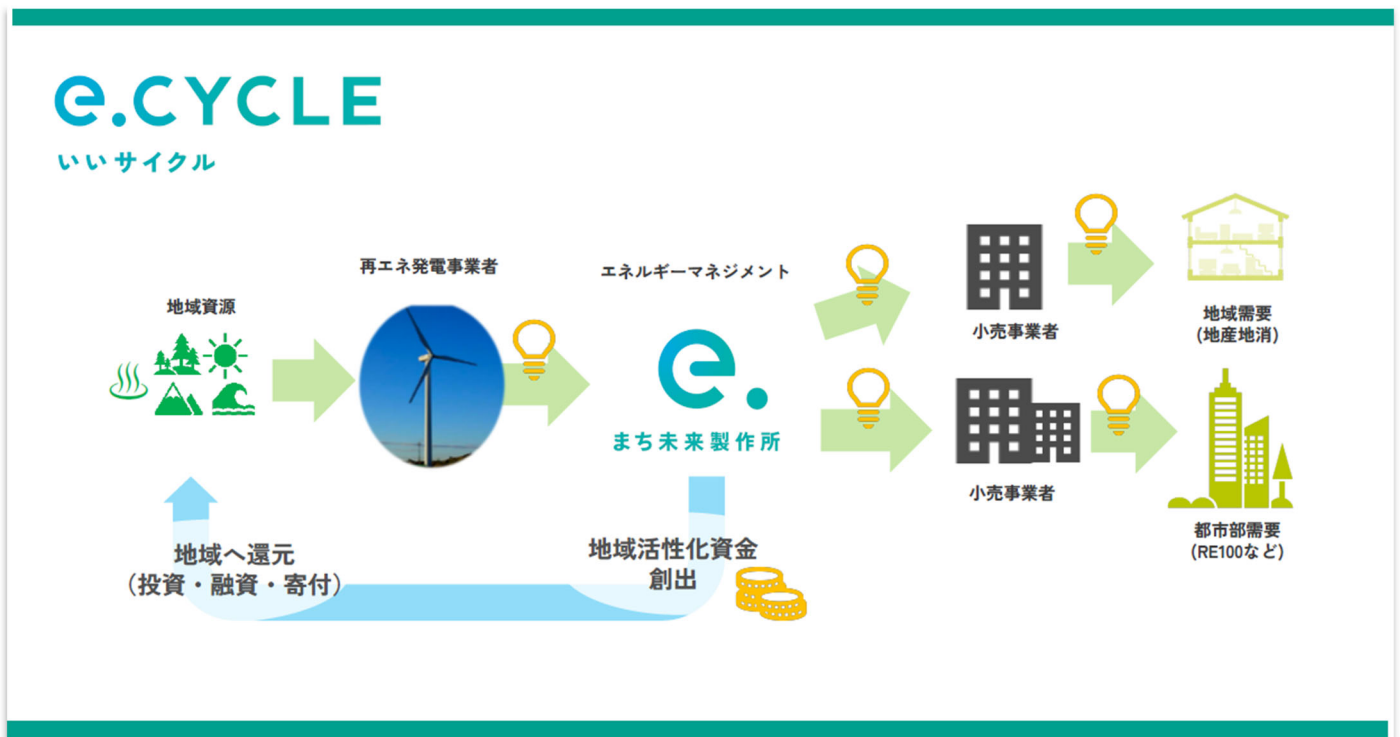 e.CYCLE
いいサイクル
地域資源
再エネ発電事業者
エネルギーマネジメント
e.
まち未来製作所
小売事業者
地域需要
(地産地消)
小売事業者
都市部需要
(RE100など)
地域へ還元
（投資・融資・寄付）
地域活性化資金
創出